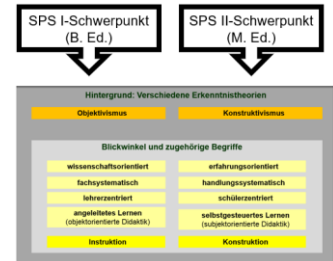 SPS I-Schwerpunkt
(B. Ed.)
SPS II-Schwerpunkt
(M. Ed.)
Hintergrund: Verschiedene Erkenntnistheorien
Objektivismus
Konstruktivismus
Blickwinkel und zugehörige Begriffe
wissenschaftsorientiert
erfahrungsorientiert
fachsystematisch
handlungssystematisch
lehrerzentriert
schülerzentriert
angeleitetes Lernen
(objektorientierte Didaktik)
selbstgesteuertes Lernen
(subjektorientierte Didaktik)
Instruktion
Konstruktion